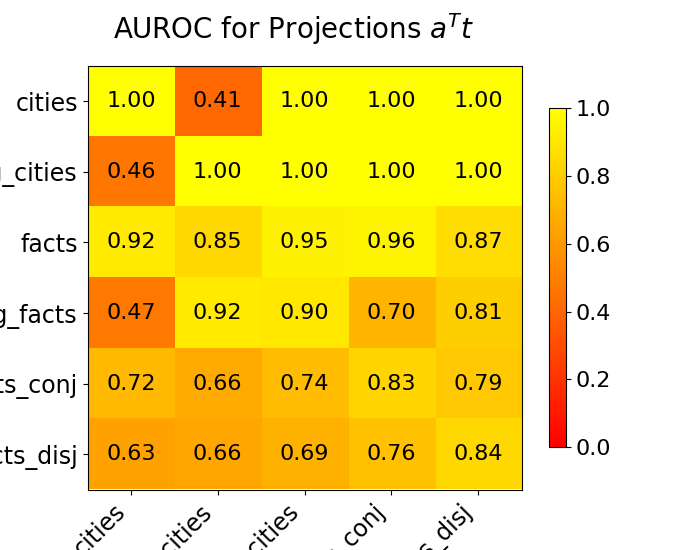 AUROC for Projections a^T t
cities 1.00 0.41 1.00 1.00 1.00
_cities 0.46 1.00 1.00 1.00 1.00
facts 0.92 0.85 0.95 0.96 0.87
g_facts 0.47 0.92 0.90 0.70 0.81
ts_conj 0.72 0.66 0.74 0.83 0.79
cts_disj 0.63 0.66 0.69 0.76 0.84
cities cities cities _conj s_disj
1.0
0.8
0.6
0.4
0.2
0.0